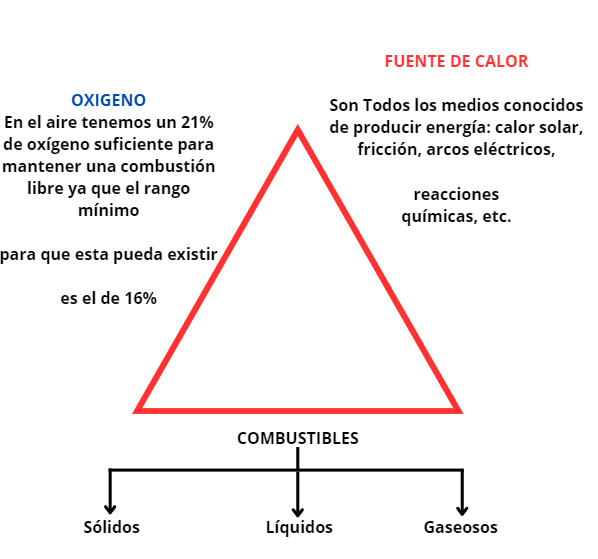 OXIGENO
En el aire tenemos un 21%
de oxígeno suficiente para
mantener una combustión
libre ya que el rango
mínimo
para que esta pueda existir
es el de 16%
FUENTE DE CALOR
Son Todos los medios conocidos
de producir energía: calor solar,
fricción, arcos eléctricos,
reacciones
químicas, etc.
COMBUSTIBLES
Sólidos
Líquidos
Gaseosos